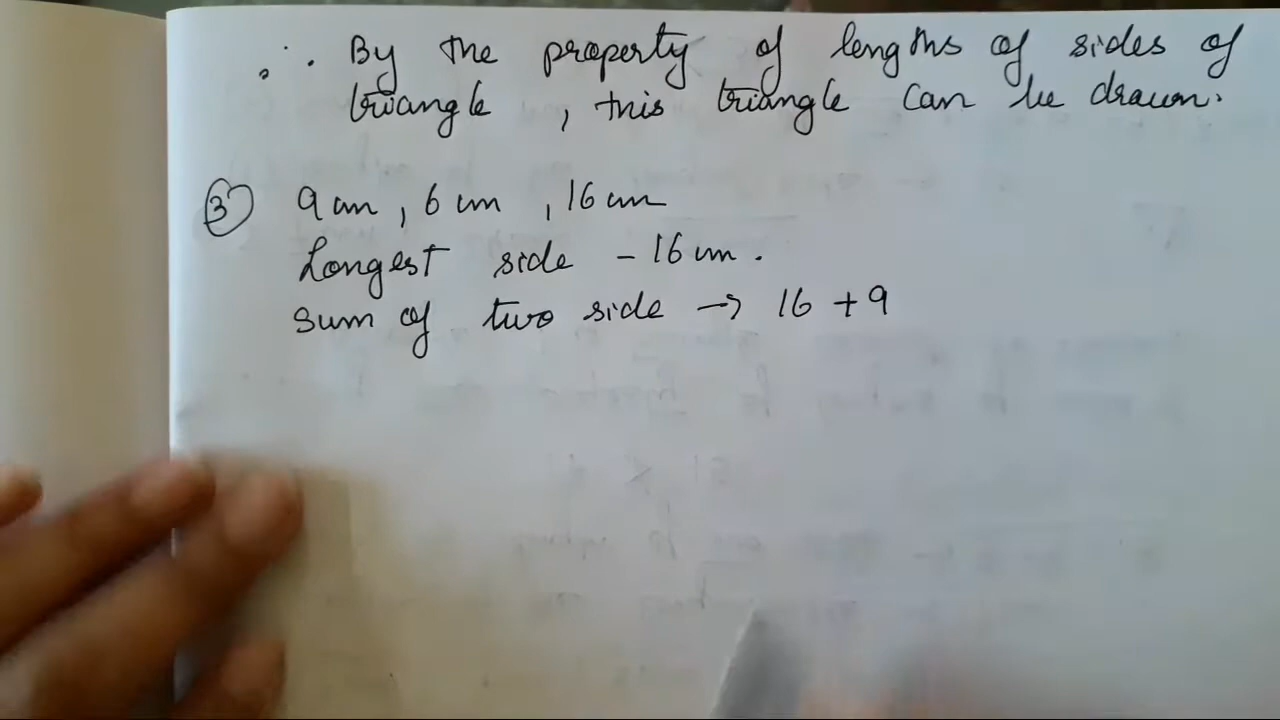 ∴ By the property of lengths of sides of
triangle , this triangle can be drawn.
③ 9 cm , 6 cm , 16 cm
Longest side - 16 cm .
Sum of two side → 16 + 9